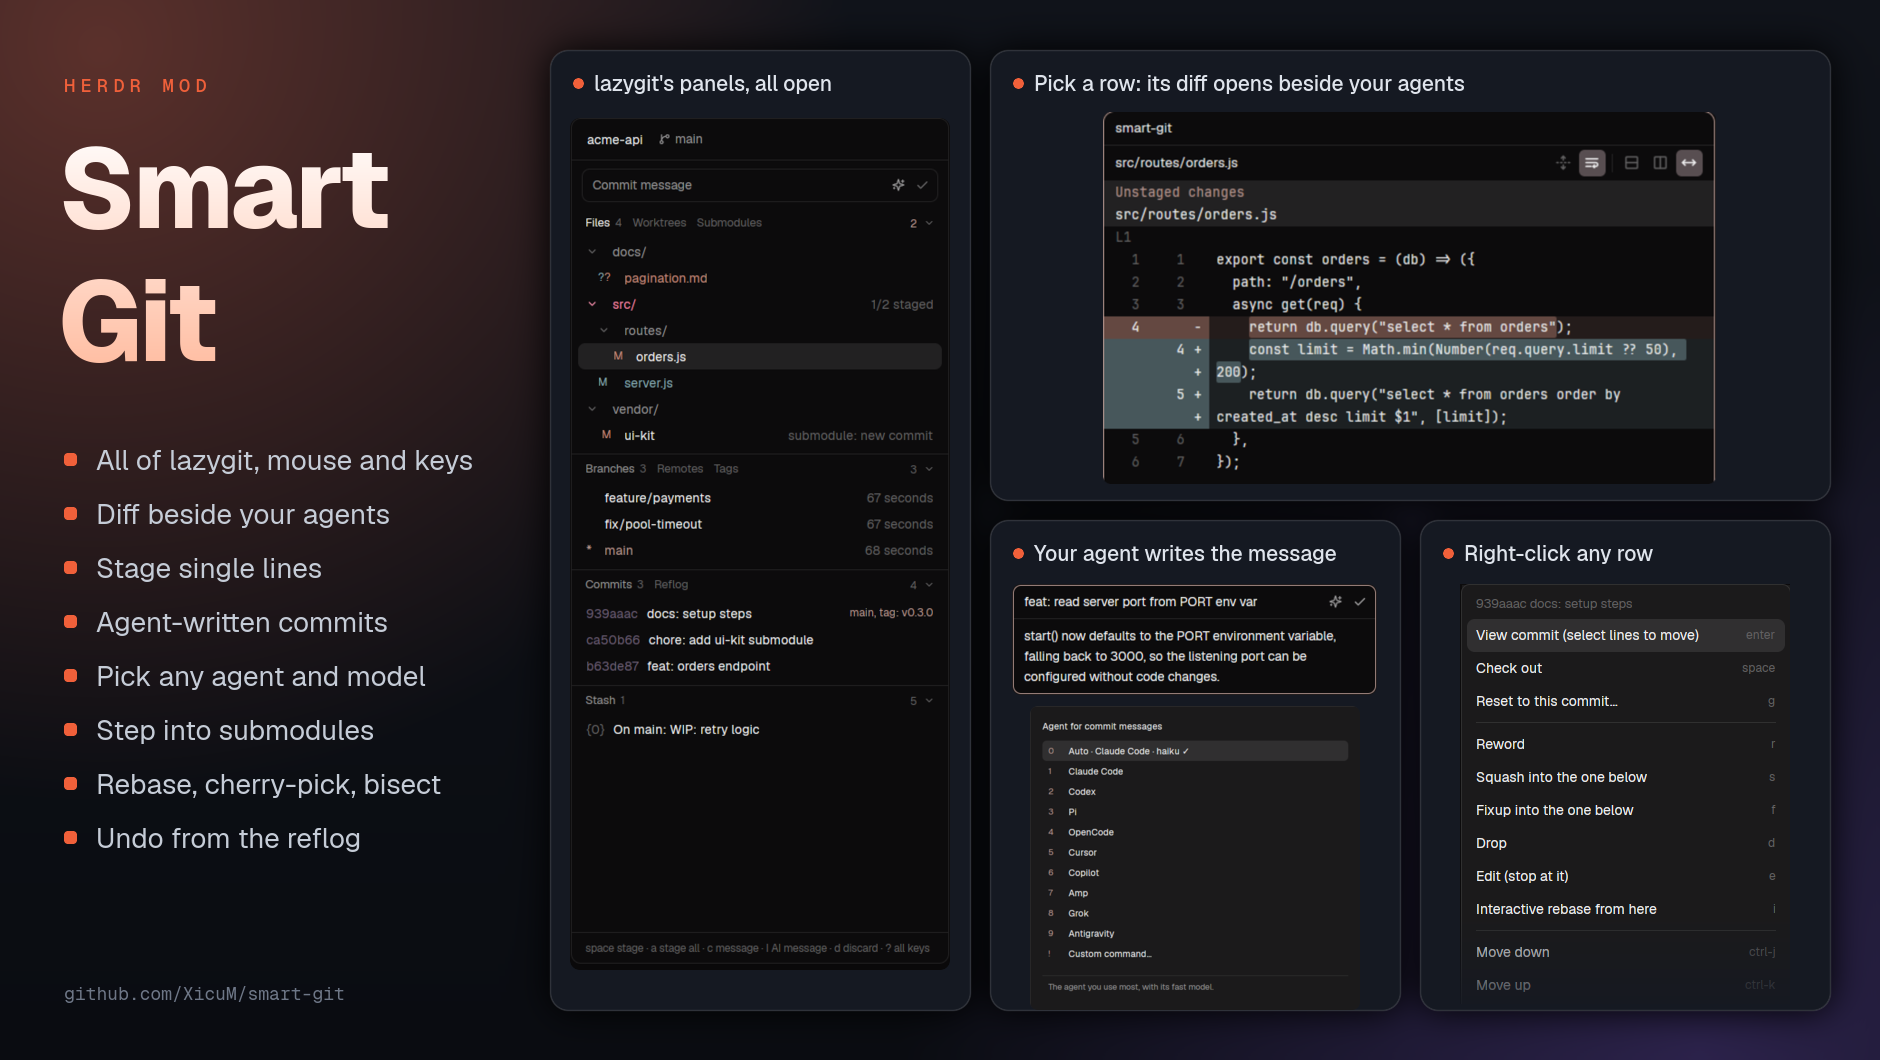 HERDR MOD
Smart
Git
All of lazygit, mouse and keys
Diff beside your agents
Stage single lines
Agent-written commits
Pick any agent and model
Step into submodules
Rebase, cherry-pick, bisect
Undo from the reflog
github.com/XicuM/smart-git
lazygit's panels, all open
acme-api main
Commit message
Files 4 Worktrees Submodules 2
docs/
?? pagination.md
src/ 1/2 staged
routes/
M orders.js
M server.js
vendor/
M ui-kit submodule: new commit
Branches 3 Remotes Tags 3
feature/payments 67 seconds
fix/pool-timeout 67 seconds
* main 68 seconds
Commits 3 Reflog 4
939aaac docs: setup steps main, tag: v0.3.0
ca50b66 chore: add ui-kit submodule
b63de87 feat: orders endpoint
Stash 1 5
{0} On main: WIP: retry logic
space stage · a stage all · c message · I AI message · d discard · ? all keys
Pick a row: its diff opens beside your agents
smart-git
src/routes/orders.js
Unstaged changes
src/routes/orders.js
L1
1 1 export const orders = (db) => ({
2 2 path: "/orders",
3 3 async get(req) {
4 - return db.query("select * from orders");
4 + const limit = Math.min(Number(req.query.limit ?? 50),
+ 200);
5 + return db.query("select * from orders order by
+ created_at desc limit $1", [limit]);
5 6 },
6 7 });
Your agent writes the message
feat: read server port from PORT env var
start() now defaults to the PORT environment variable,
falling back to 3000, so the listening port can be
configured without code changes.
Agent for commit messages
0 Auto · Claude Code · haiku ✓
1 Claude Code
2 Codex
3 Pi
4 OpenCode
5 Cursor
6 Copilot
7 Amp
8 Grok
9 Antigravity
! Custom command...
The agent you use most, with its fast model.
Right-click any row
939aaac docs: setup steps
View commit (select lines to move) enter
Check out space
Reset to this commit... g
Reword r
Squash into the one below s
Fixup into the one below f
Drop d
Edit (stop at it) e
Interactive rebase from here i
Move down ctrl-j
Move up ctrl-k